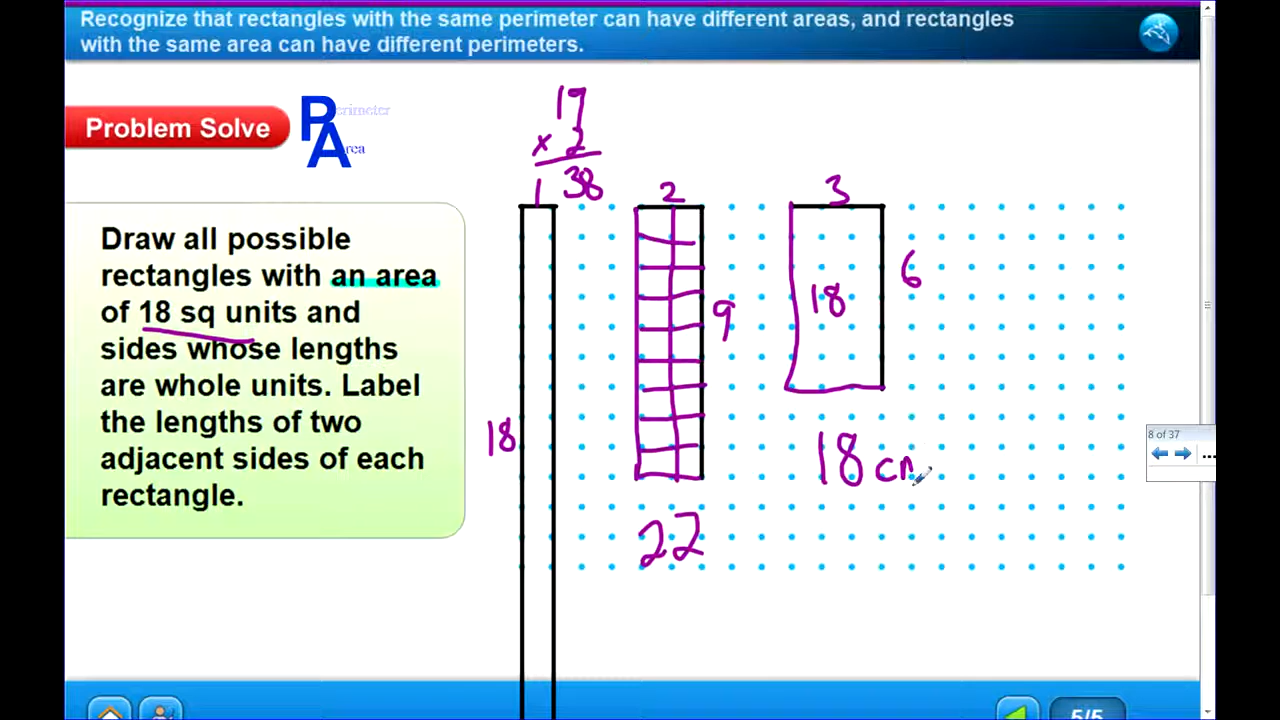 Recognize that rectangles with the same perimeter can have different areas, and rectangles
with the same area can have different perimeters.
Problem Solve
Perimeter
Area
Draw all possible
rectangles with an area
of 18 sq units and
sides whose lengths
are whole units. Label
the lengths of two
adjacent sides of each
rectangle.
19
x 2
38
1
2
3
18
9
18
6
22
18 cm
8 of 37
...
5/5